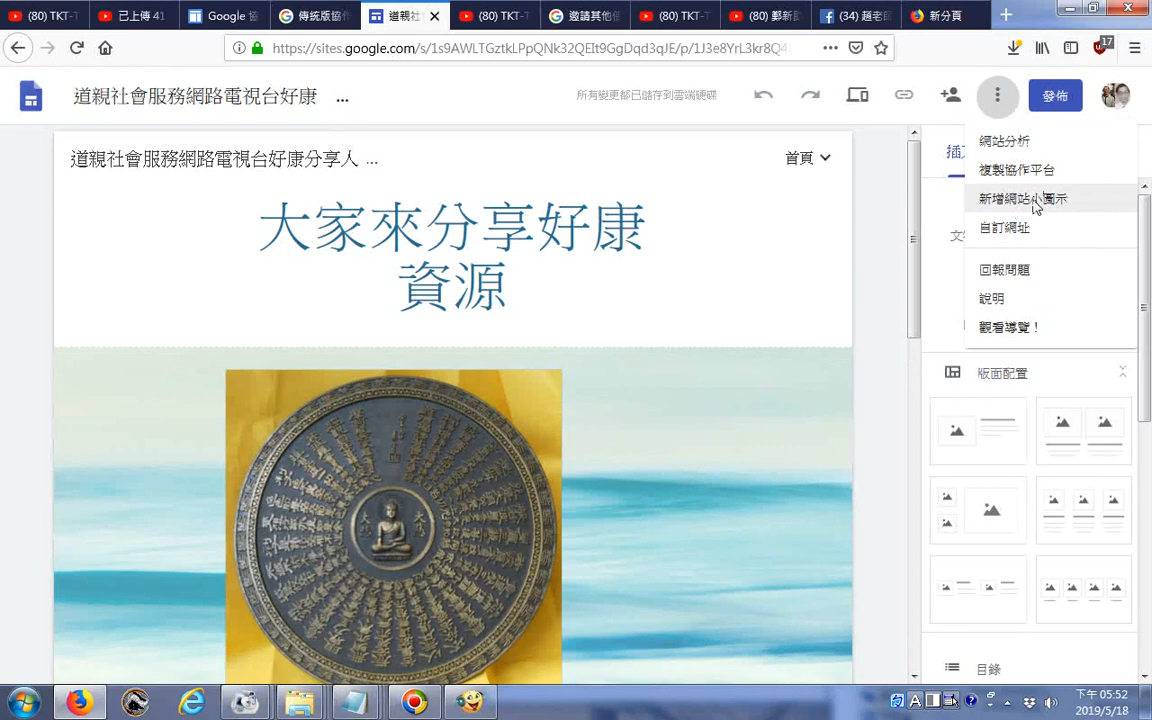 (80) TKT-T
已上傳 41
Google 協
傳統版協作
道親社
(80) TKT-T
邀請其他使
(80) TKT-T
(80) 鄭新
(34) 趙老師
新分頁
https://sites.google.com/s/1s9AWLTGztkLPpQNk32QEIt9GgDqd3qJE/p/1J3e8YrL3kr8Q4
17
道親社會服務網路電視台好康 ...
所有變更都已儲存到雲端硬碟
發佈
道親社會服務網路電視台好康分享人 ...
首頁
大家來分享好康
資源
網站分析
複製協作平台
新增網站小圖示
自訂網址
回報問題
說明
觀看導覽！
版面配置
目錄
下午 05:52
2019/5/18